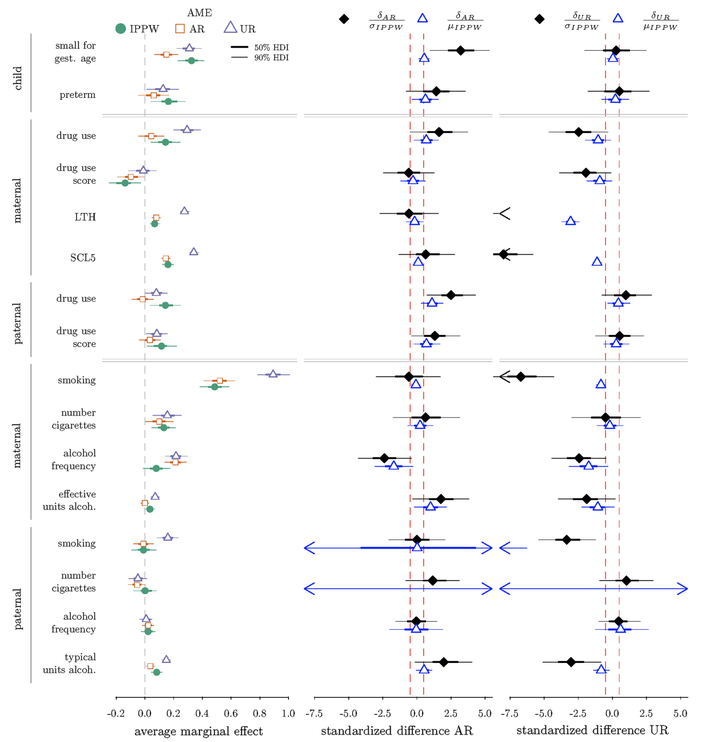 AME
IPPW AR UR
50% HDI
90% HDI
δAR/σIPPW δAR/μIPPW
δUR/σIPPW δUR/μIPPW
child
small for
gest. age
preterm
maternal
drug use
drug use
score
LTH
SCL5
paternal
drug use
drug use
score
maternal
smoking
number
cigarettes
alcohol
frequency
effective
units alcoh.
paternal
smoking
number
cigarettes
alcohol
frequency
typical
units alcoh.
-0.2 0.0 0.2 0.4 0.6 0.8 1.0
average marginal effect
-7.5 -5.0 -2.5 0.0 2.5 5.0
standardized difference AR
-7.5 -5.0 -2.5 0.0 2.5 5.0
standardized difference UR